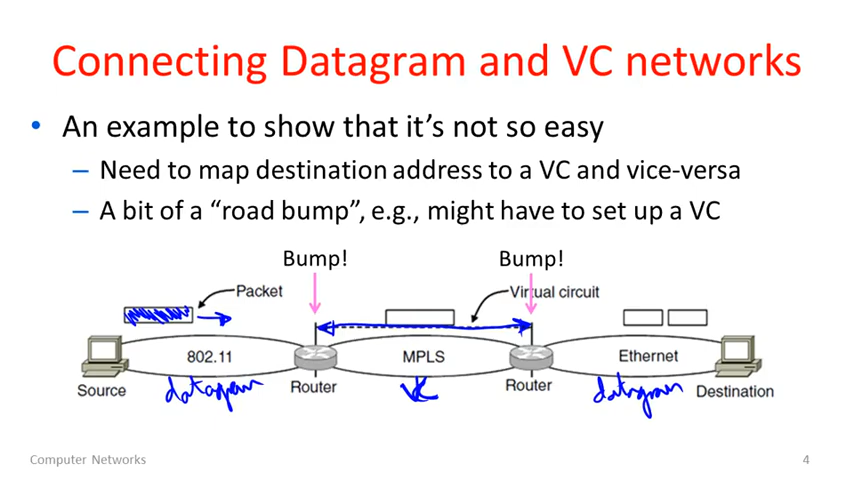 Connecting Datagram and VC networks
• An example to show that it's not so easy
– Need to map destination address to a VC and vice-versa
– A bit of a “road bump”, e.g., might have to set up a VC
Bump! Bump!
Packet Virtual circuit
802.11 MPLS Ethernet
Source Router Router Destination
datagram VC datagram
Computer Networks 4